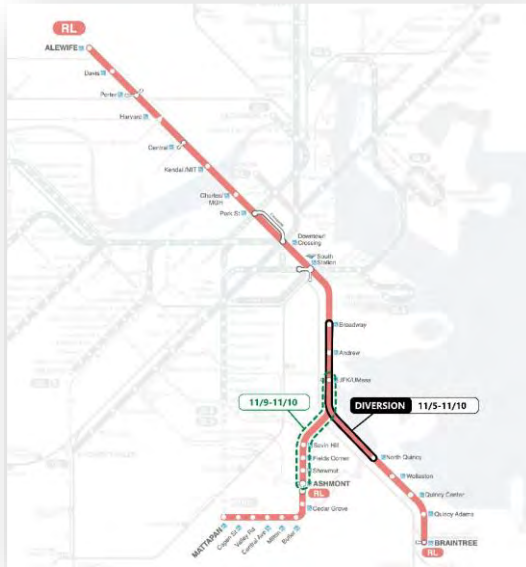 RL
ALEWIFE
Davis
Porter
Harvard
Central
Kendall/MIT
Charles/
MGH
Park St
Downtown
Crossing
South
Station
Broadway
Andrew
JFK/UMass
11/9-11/10
DIVERSION 11/5-11/10
Savin Hill
Fields Corner
Shawmut
ASHMONT
RL
North Quincy
Wollaston
Quincy Center
Quincy Adams
BRAINTREE
RL
Cedar Grove
MATTAPAN
Capen St
Valley Rd
Central Ave
Milton
Butler